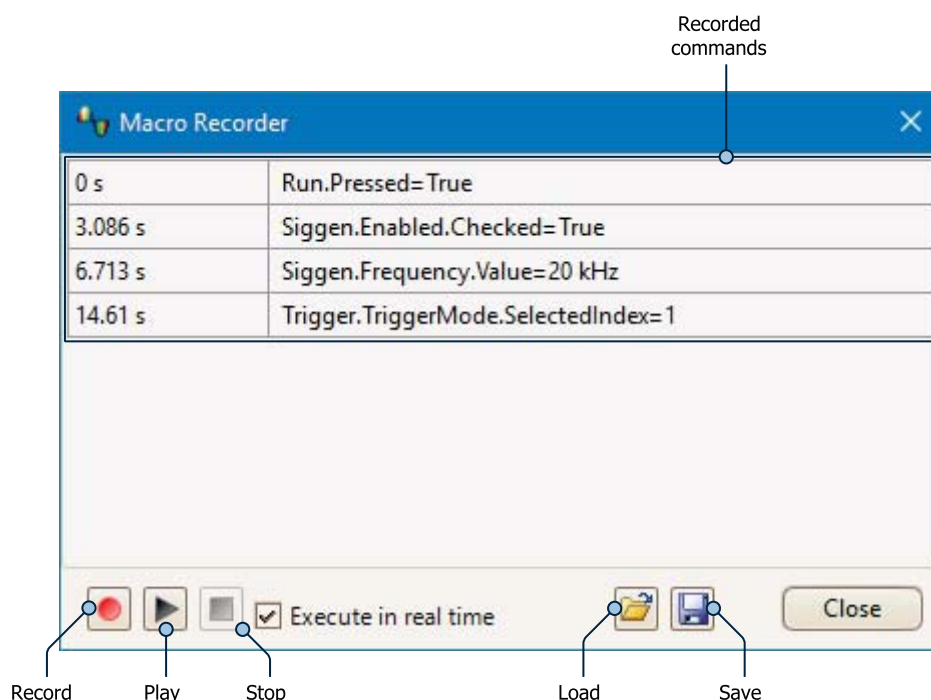 Recorded
commands
Macro Recorder
0 s Run.Pressed=True
3.086 s Siggen.Enabled.Checked=True
6.713 s Siggen.Frequency.Value=20 kHz
14.61 s Trigger.TriggerMode.SelectedIndex=1
Execute in real time Close
Record Play Stop Load Save